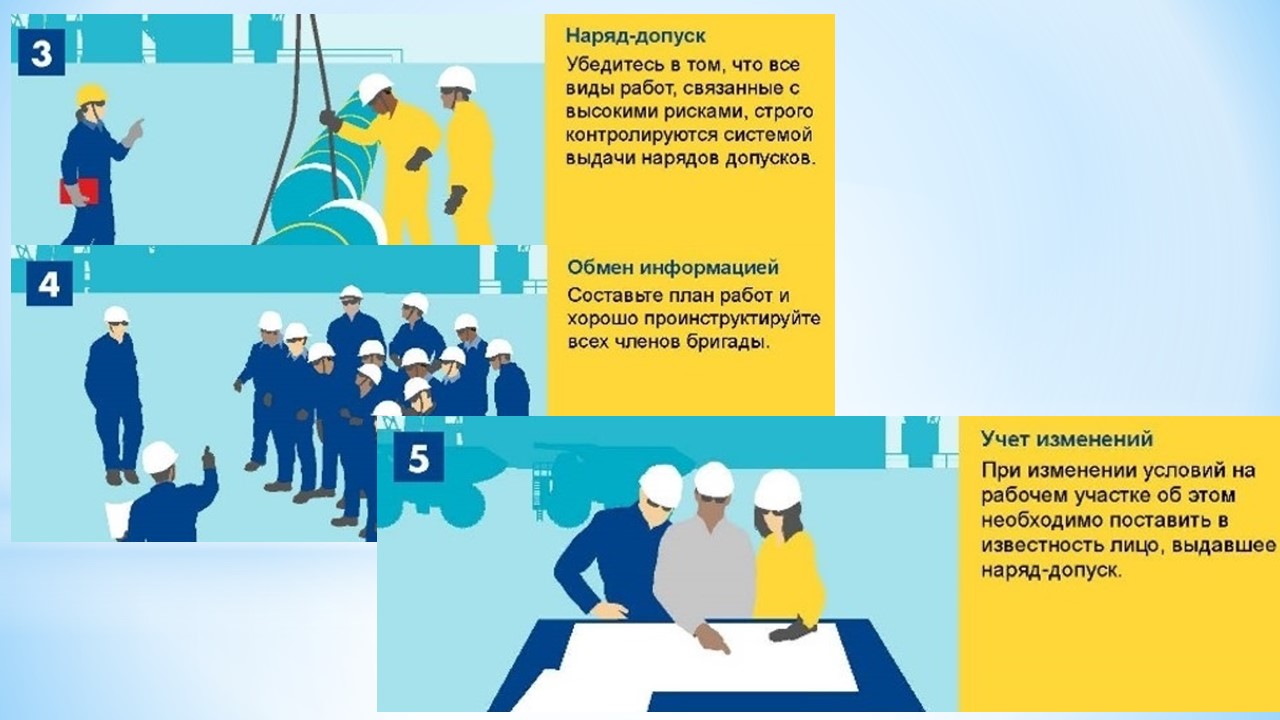 3
Наряд-допуск
Убедитесь в том, что все
виды работ, связанные с
высокими рисками, строго
контролируются системой
выдачи нарядов допусков.
4
Обмен информацией
Составьте план работ и
хорошо проинструктируйте
всех членов бригады.
5
Учет изменений
При изменении условий на
рабочем участке об этом
необходимо поставить в
известность лицо, выдавшее
наряд-допуск.